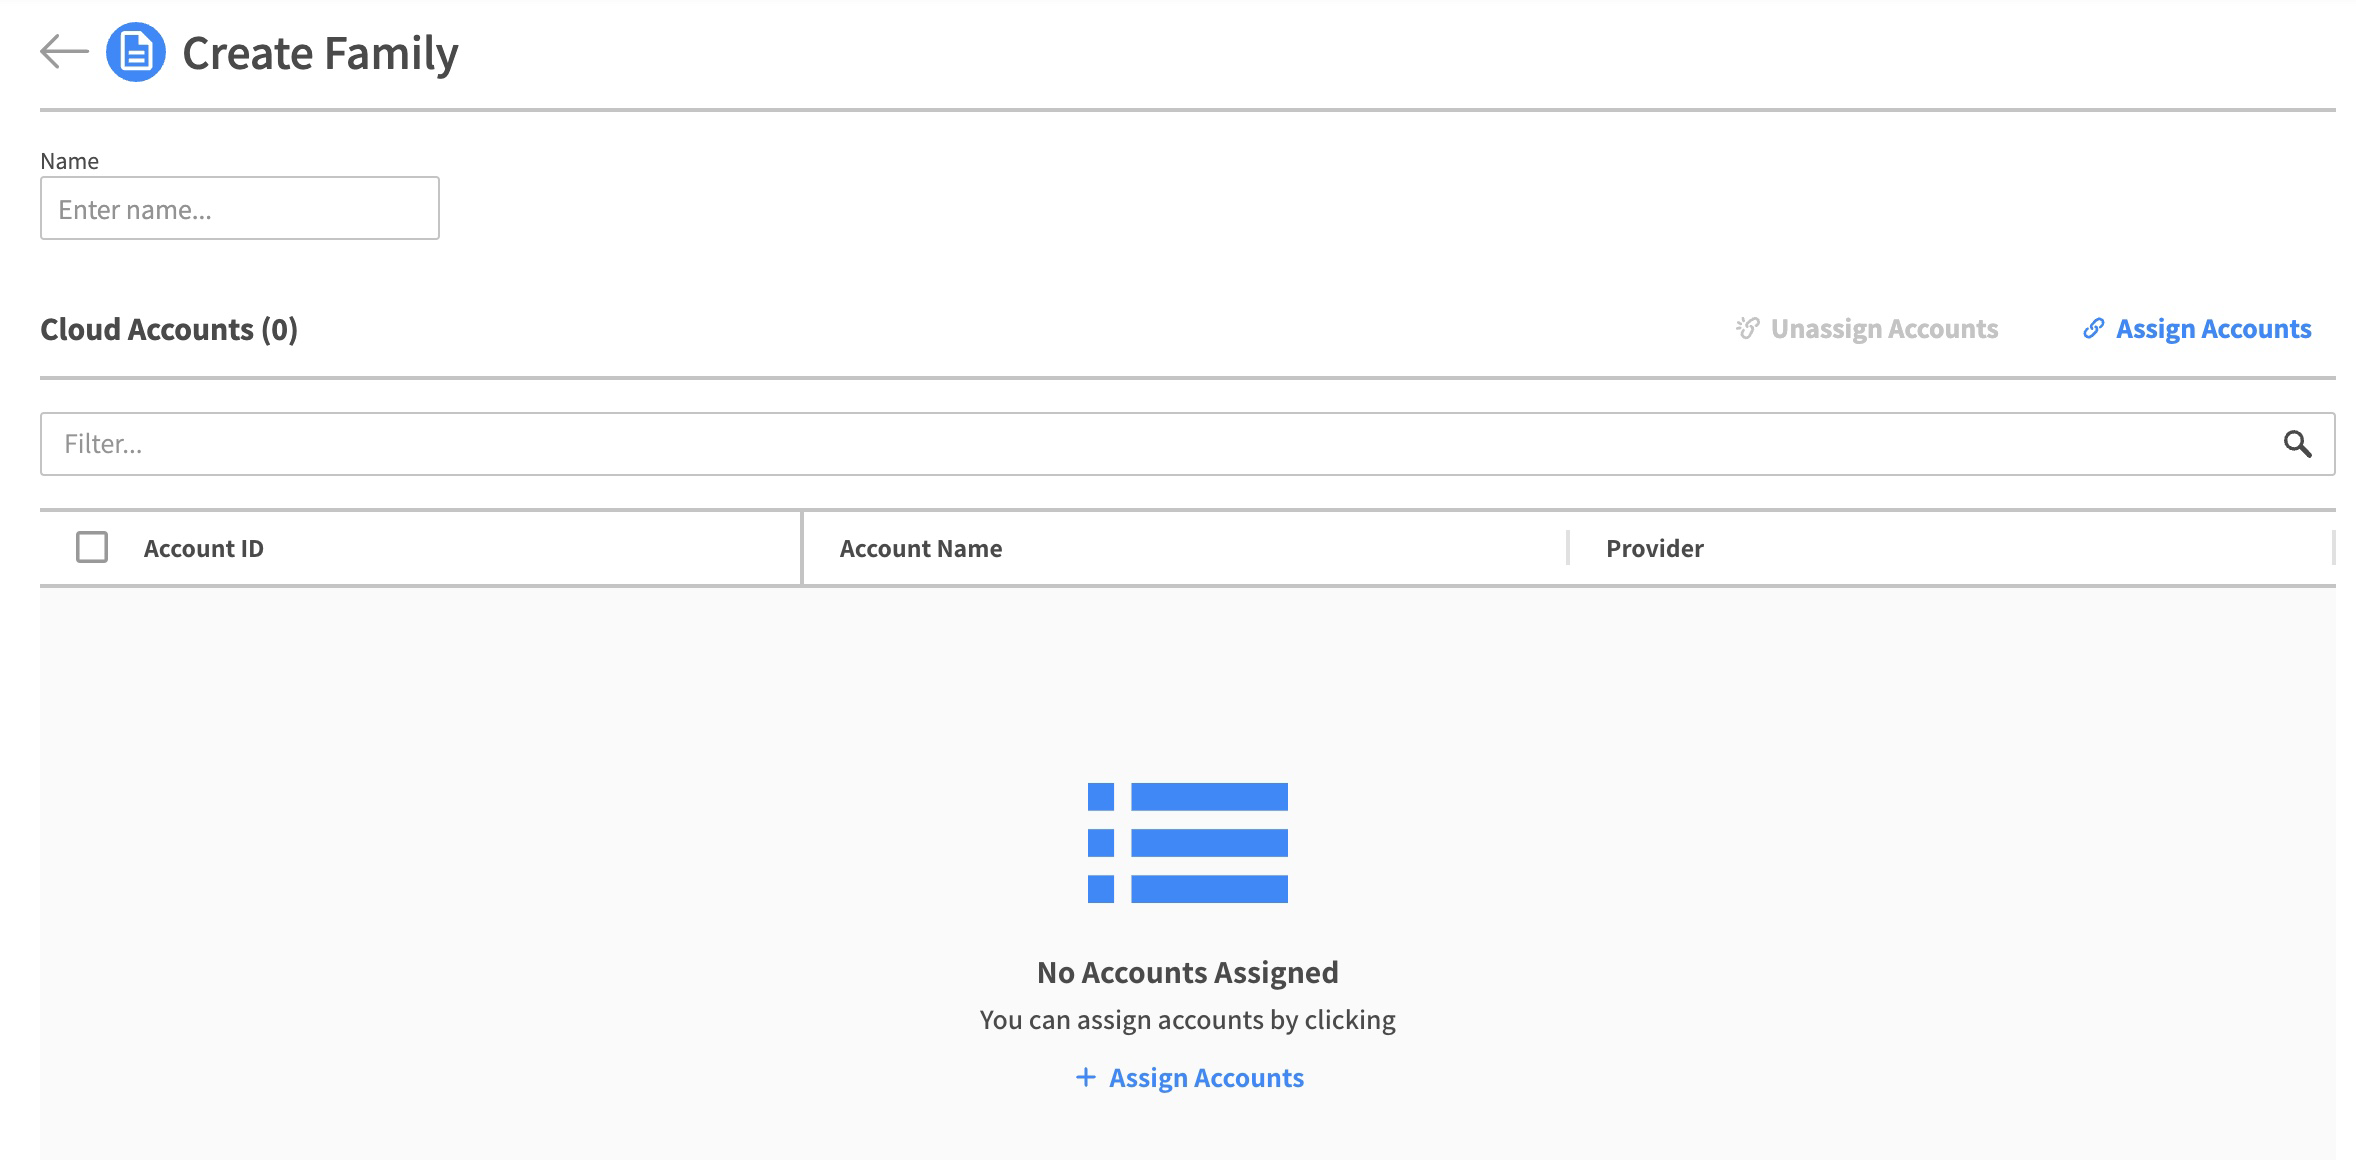 Create Family
Name
Enter name...
Cloud Accounts (0)
Unassign Accounts
Assign Accounts
Filter...
Account ID
Account Name
Provider
No Accounts Assigned
You can assign accounts by clicking
+ Assign Accounts